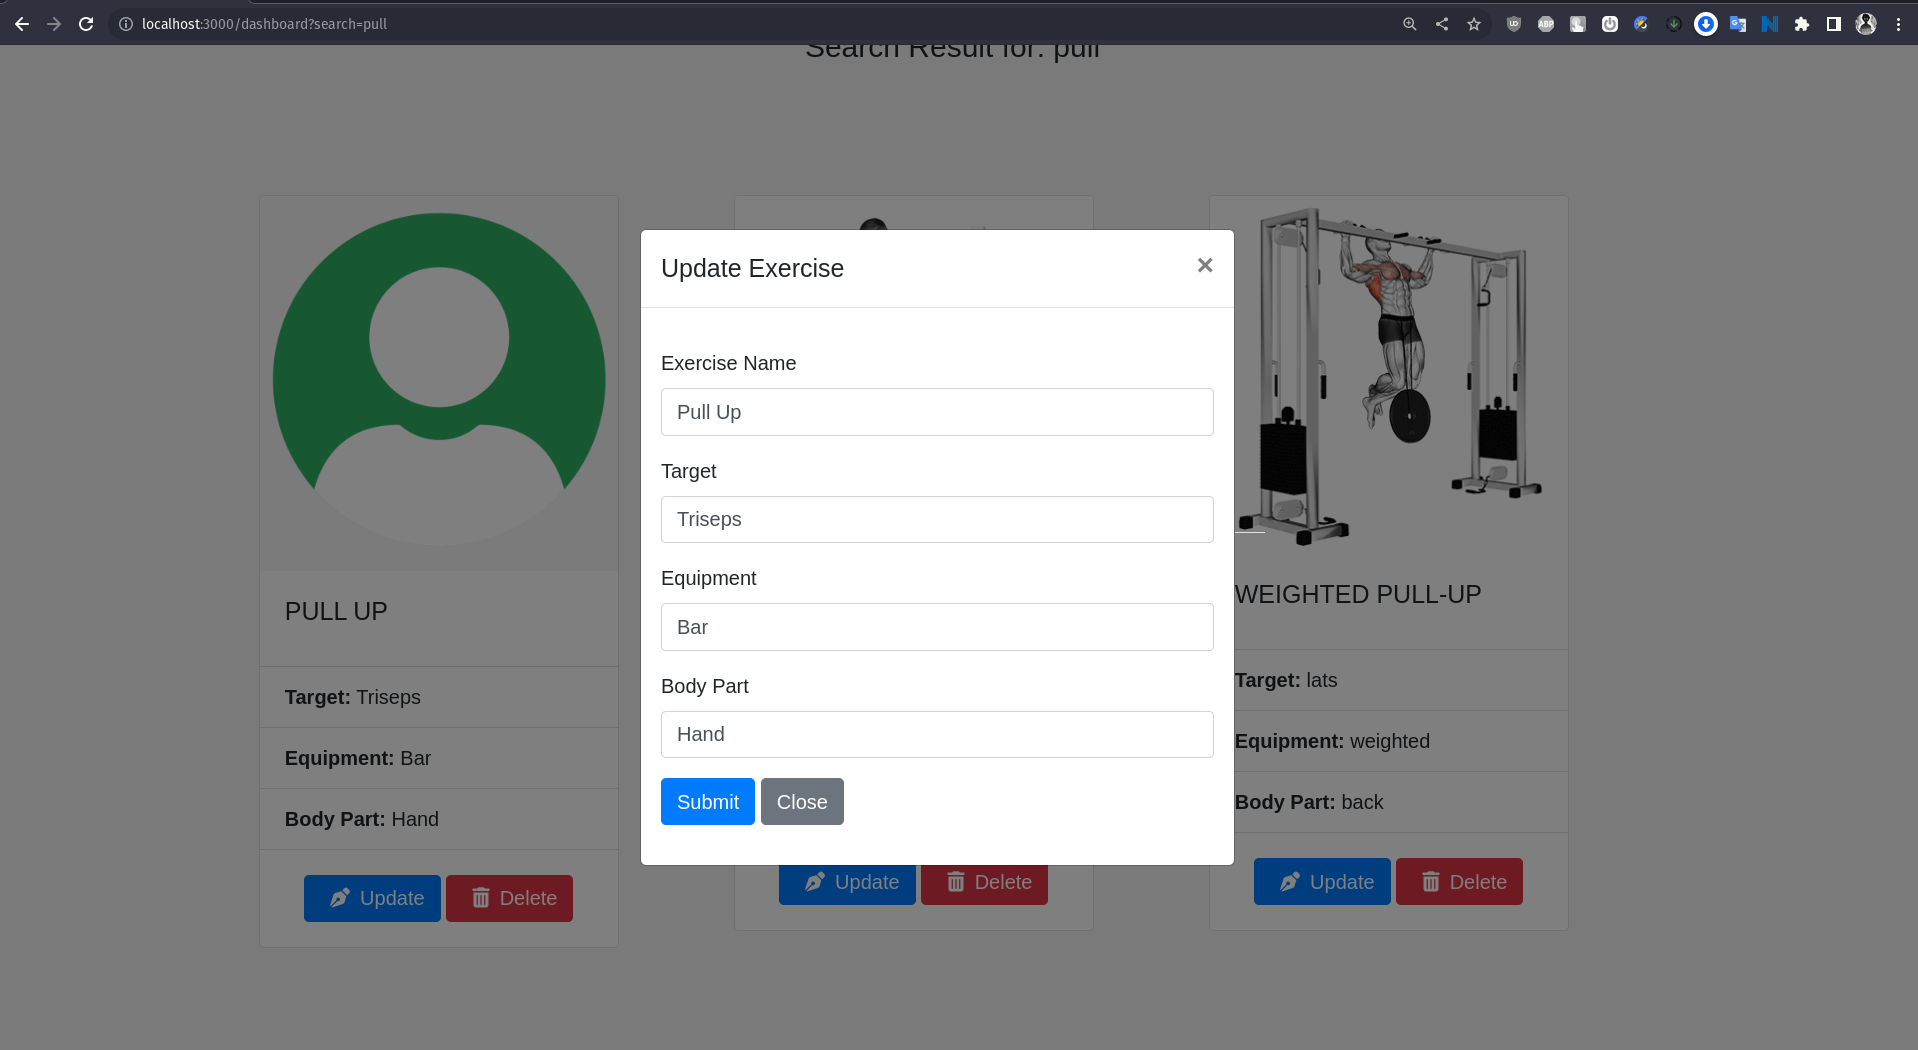 localhost:3000/dashboard?search=pull
Search Result for: pull
Update Exercise
×
Exercise Name
Pull Up
Target
Triseps
Equipment
Bar
Body Part
Hand
Submit Close
PULL UP
Target: Triseps
Equipment: Bar
Body Part: Hand
Update Delete
Update Delete
WEIGHTED PULL-UP
Target: lats
Equipment: weighted
Body Part: back
Update Delete
ABP